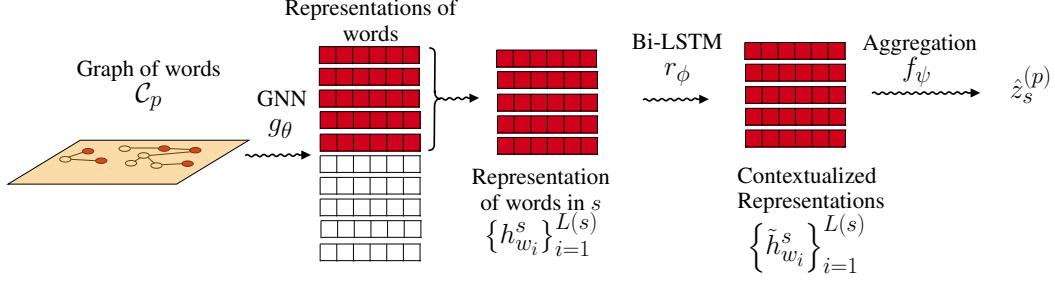 Graph of words
𝒞_p
GNN
g_θ
Representations of
words
Representation
of words in s
{h^s_{w_i}}^{L(s)}_{i=1}
Bi-LSTM
r_ϕ
Contextualized
Representations
{h̃^s_{w_i}}^{L(s)}_{i=1}
Aggregation
f_ψ
ẑ_s^{(p)}